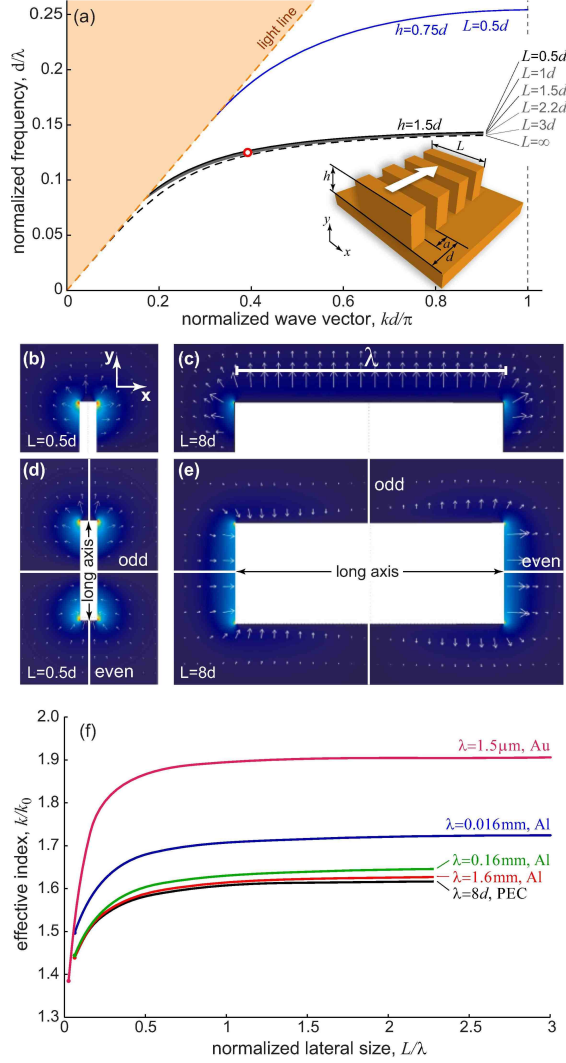 (a)
0.25
0.2
0.15
0.1
0.05
0
normalized frequency, d/λ
light line
h=0.75d L=0.5d
h=1.5d
L=0.5d
L=1d
L=1.5d
L=2.2d
L=3d
L=∞
L
h
a
d
y
x
0.2 0.4 0.6 0.8 1
normalized wave vector, kd/π
(b)
y
x
L=0.5d
(c)
λ
L=8d
(d)
long axis
odd
L=0.5d
even
(e)
odd
long axis
even
L=8d
(f)
2.0
1.9
1.8
1.7
1.6
1.5
1.4
1.3
effective index, k/k₀
λ=1.5µm, Au
λ=0.016mm, Al
λ=0.16mm, Al
λ=1.6mm, Al
λ=8d, PEC
0 0.5 1 1.5 2 2.5 3
normalized lateral size, L/λ